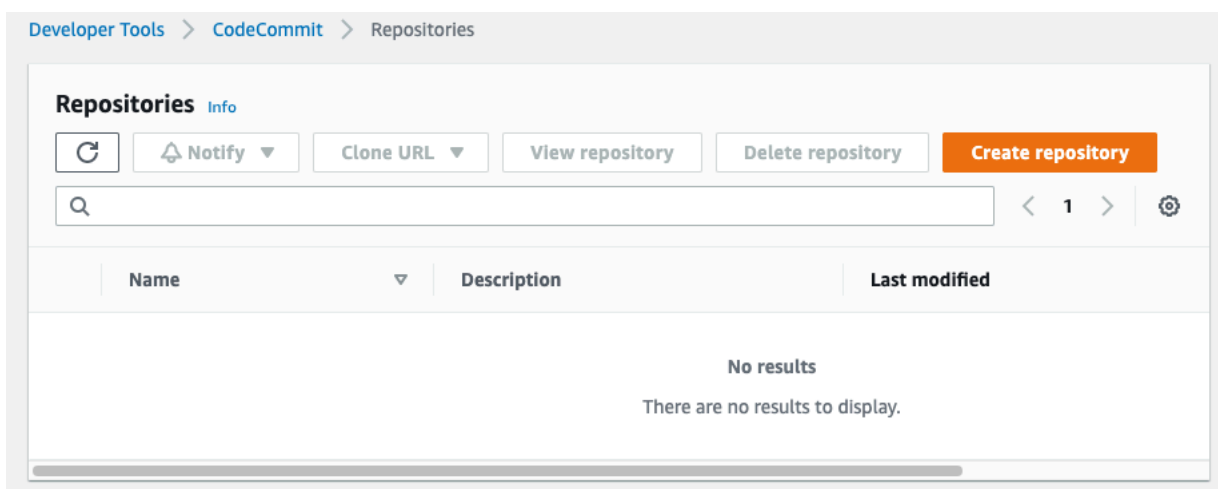 Developer Tools > CodeCommit > Repositories
Repositories Info
Notify ▼ Clone URL ▼ View repository Delete repository Create repository
< 1 >
Name ▽ Description Last modified
No results
There are no results to display.